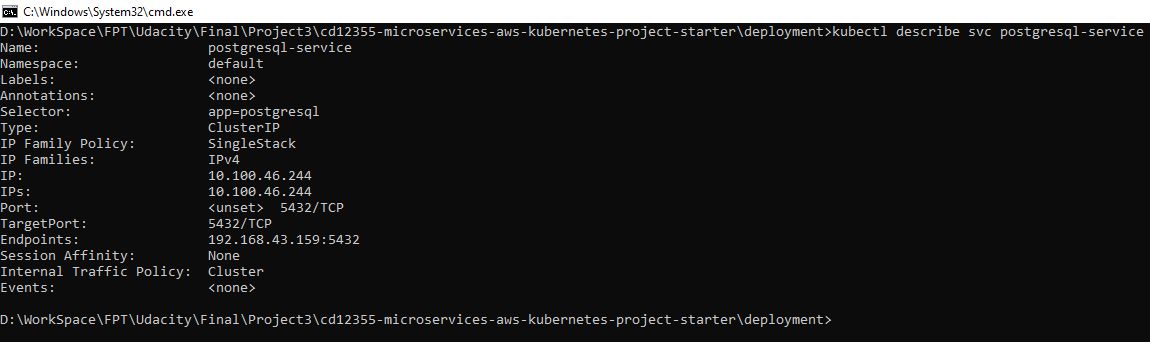 C:\Windows\System32\cmd.exe
D:\WorkSpace\FPT\Udacity\Final\Project3\cd12355-microservices-aws-kubernetes-project-starter\deployment>kubectl describe svc postgresql-service
Name:                     postgresql-service
Namespace:                default
Labels:                   <none>
Annotations:              <none>
Selector:                 app=postgresql
Type:                     ClusterIP
IP Family Policy:         SingleStack
IP Families:              IPv4
IP:                       10.100.46.244
IPs:                      10.100.46.244
Port:                     <unset>  5432/TCP
TargetPort:               5432/TCP
Endpoints:                192.168.43.159:5432
Session Affinity:         None
Internal Traffic Policy:  Cluster
Events:                   <none>
D:\WorkSpace\FPT\Udacity\Final\Project3\cd12355-microservices-aws-kubernetes-project-starter\deployment>